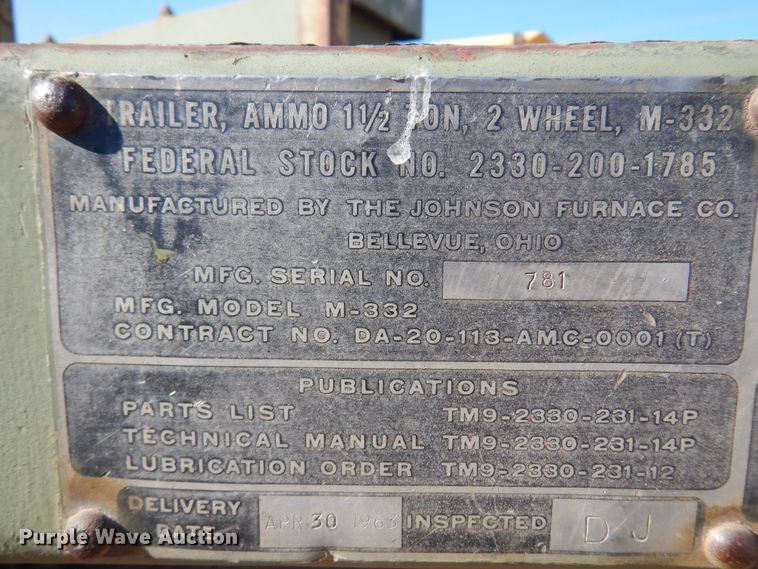 TRAILER, AMMO 1 1/2 TON, 2 WHEEL, M-332
FEDERAL STOCK NO. 2330-200-1785
MANUFACTURED BY THE JOHNSON FURNACE CO.
BELLEVUE, OHIO
MFG. SERIAL NO. 781
MFG. MODEL M-332
CONTRACT NO. DA-20-113-AMC-0001 (T)
PUBLICATIONS
PARTS LIST TM9-2330-231-14P
TECHNICAL MANUAL TM9-2330-231-14P
LUBRICATION ORDER TM9-2330-231-12
DELIVERY DATE APR 30 1963 INSPECTED D J
Purple Wave Auction